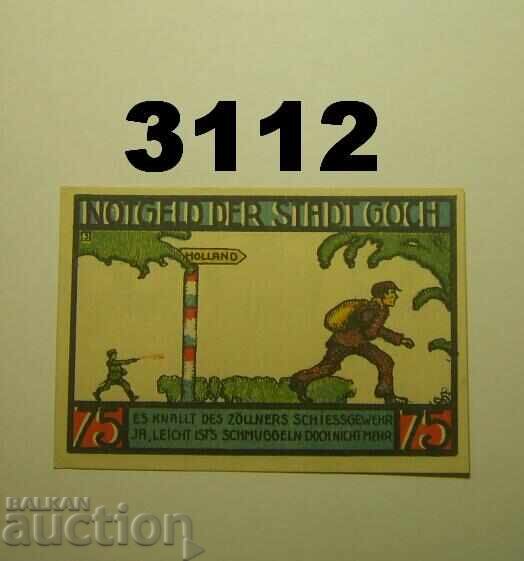 3112
NOTGELD DER STADT GOCH
HOLLAND
75 75
ES KNALLT DES ZÖLLNERS SCHIESSGEWEHR
JA, LEICHT IST'S SCHMUGGELN DOCH NICHT MEHR
BALKAN
auction